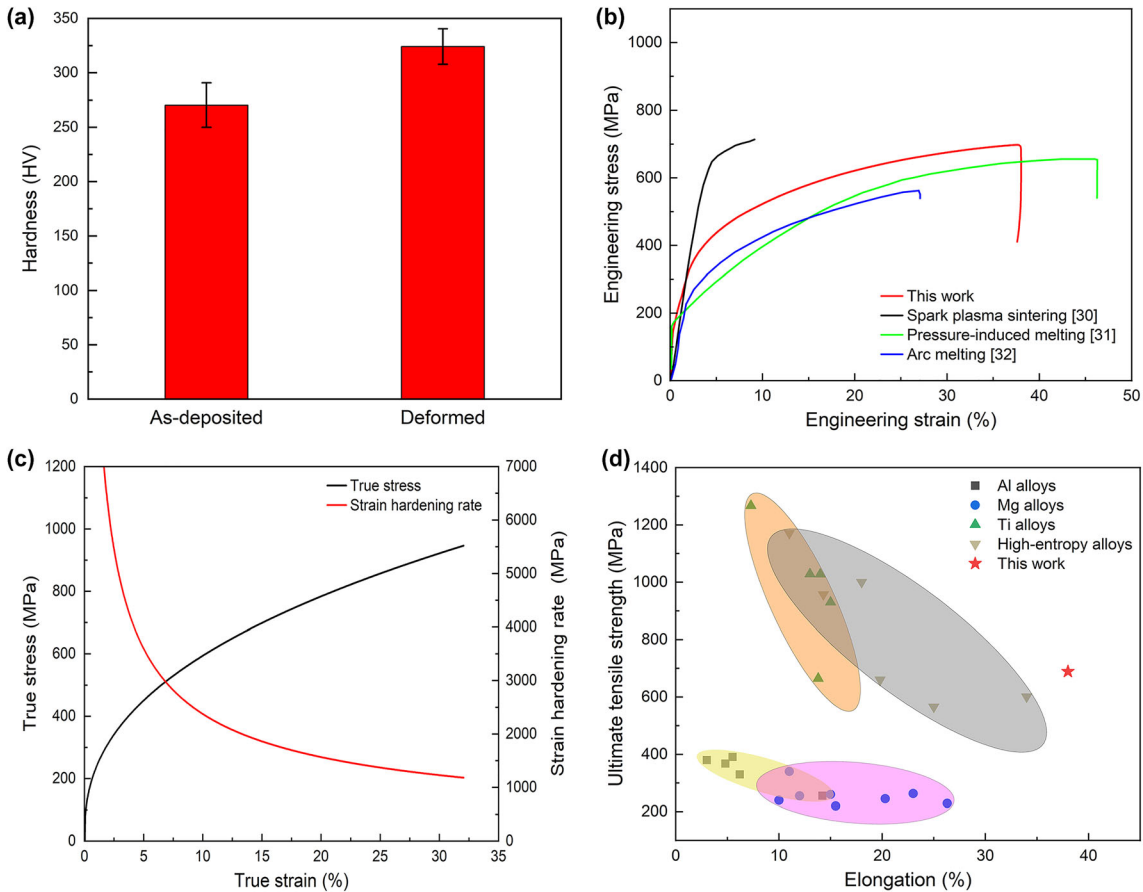 (a)
350
300
250
200
150
100
50
0
Hardness (HV)
As-deposited
Deformed
(b)
1000
800
600
400
200
0
Engineering stress (MPa)
This work
Spark plasma sintering [30]
Pressure-induced melting [31]
Arc melting [32]
0 10 20 30 40 50
Engineering strain (%)
(c)
1200
1000
800
600
400
200
0
True stress (MPa)
True stress
Strain hardening rate
7000
6000
5000
4000
3000
2000
1000
0
Strain hardening rate (MPa)
0 5 10 15 20 25 30 35
True strain (%)
(d)
1400
1200
1000
800
600
400
200
Ultimate tensile strength (MPa)
Al alloys
Mg alloys
Ti alloys
High-entropy alloys
This work
0 10 20 30 40
Elongation (%)